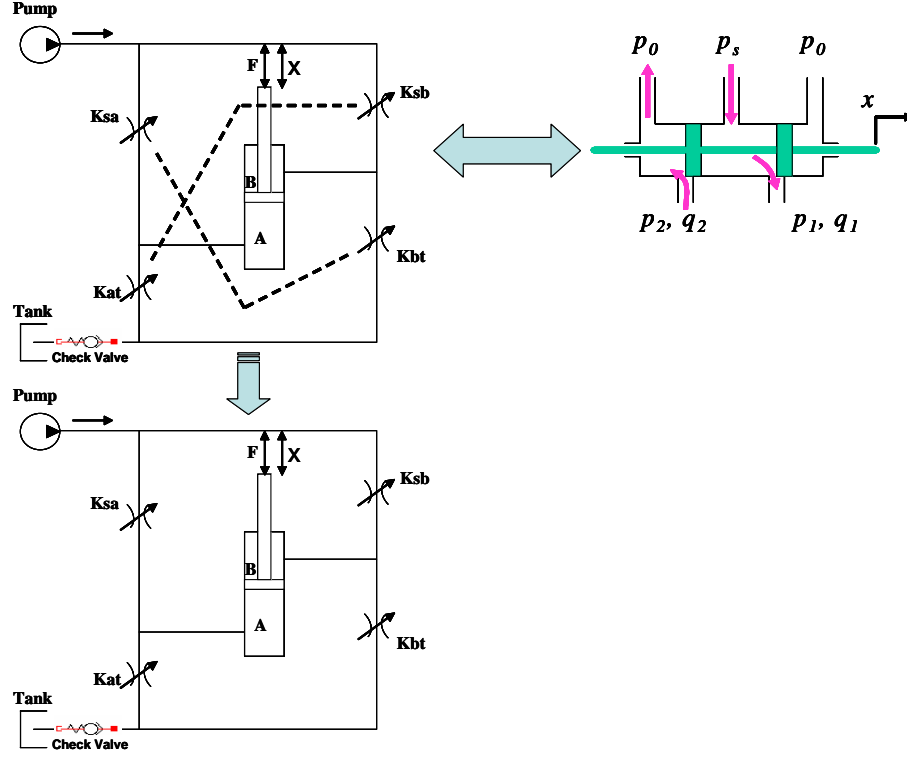 Pump
F
X
Ksa
Ksb
B
A
Kat
Kbt
Tank
Check Valve
p0
ps
p0
x
p2, q2
p1, q1
Pump
F
X
Ksa
Ksb
B
A
Kat
Kbt
Tank
Check Valve